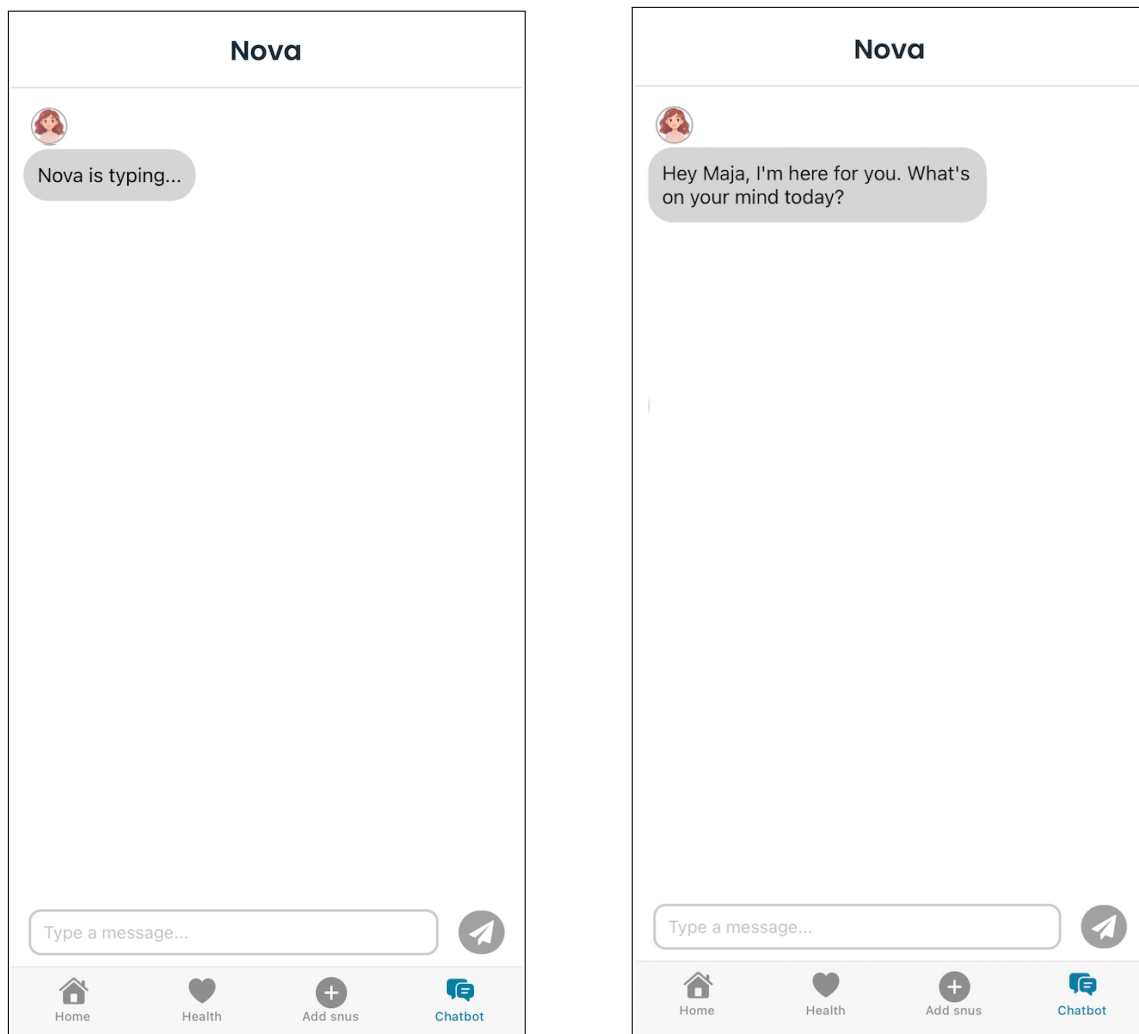 Nova
Nova is typing...
Type a message...
Home
Health
Add snus
Chatbot
Nova
Hey Maja, I'm here for you. What's
on your mind today?
Type a message...
Home
Health
Add snus
Chatbot